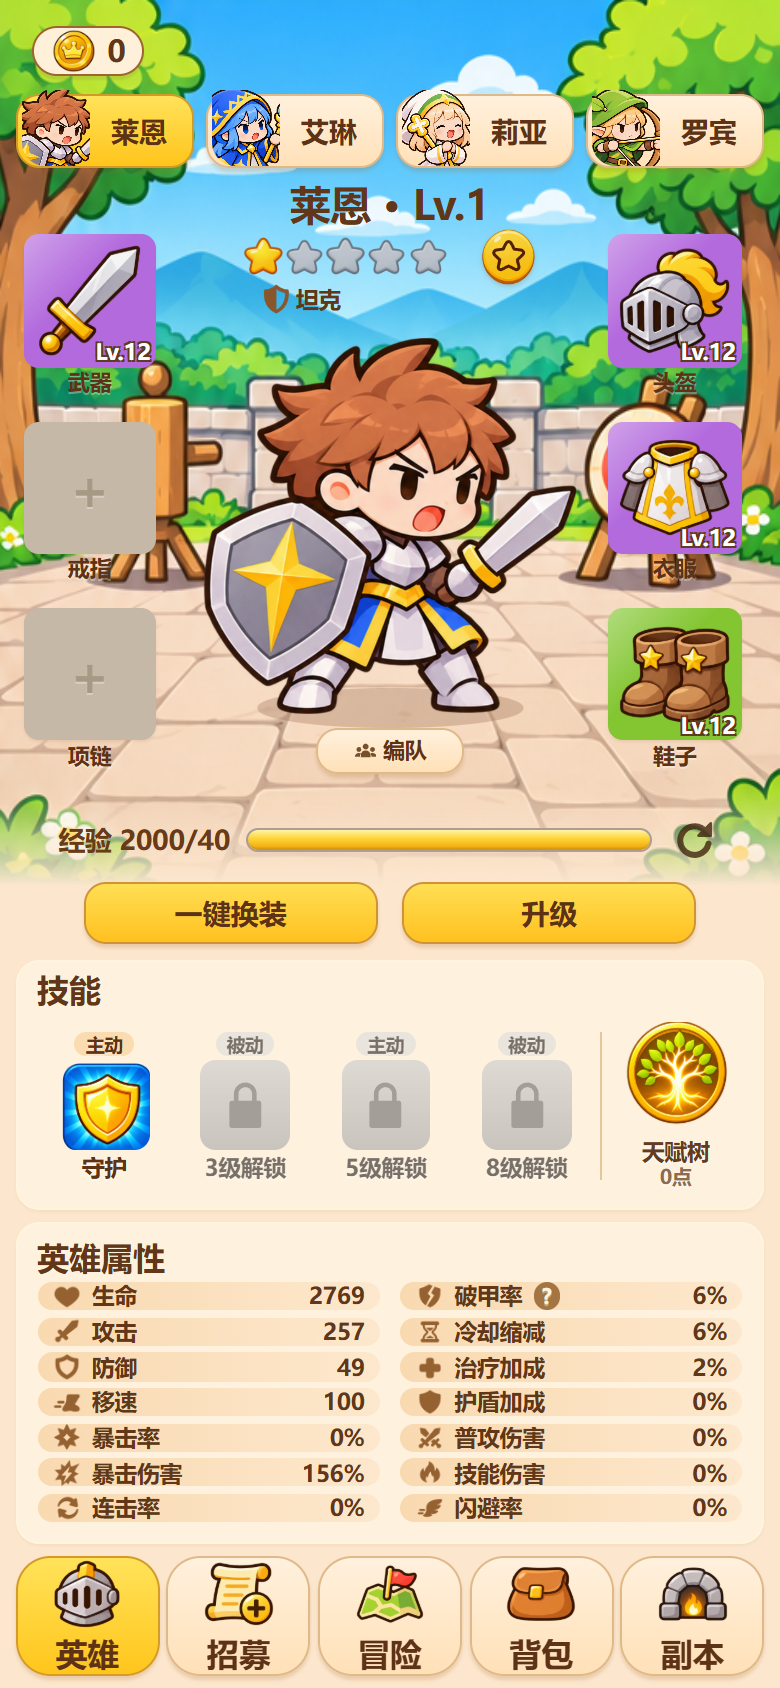 0
莱恩 艾琳 莉亚 罗宾
莱恩 • Lv.1
坦克
Lv.12
武器
Lv.12
头盔
+
戒指
Lv.12
衣服
+
项链
Lv.12
鞋子
编队
经验 2000/40
一键换装 升级
技能
主动 被动 主动 被动
守护 3级解锁 5级解锁 8级解锁
天赋树
0点
英雄属性
生命 2769 破甲率 ? 6%
攻击 257 冷却缩减 6%
防御 49 治疗加成 2%
移速 100 护盾加成 0%
暴击率 0% 普攻伤害 0%
暴击伤害 156% 技能伤害 0%
连击率 0% 闪避率 0%
英雄 招募 冒险 背包 副本